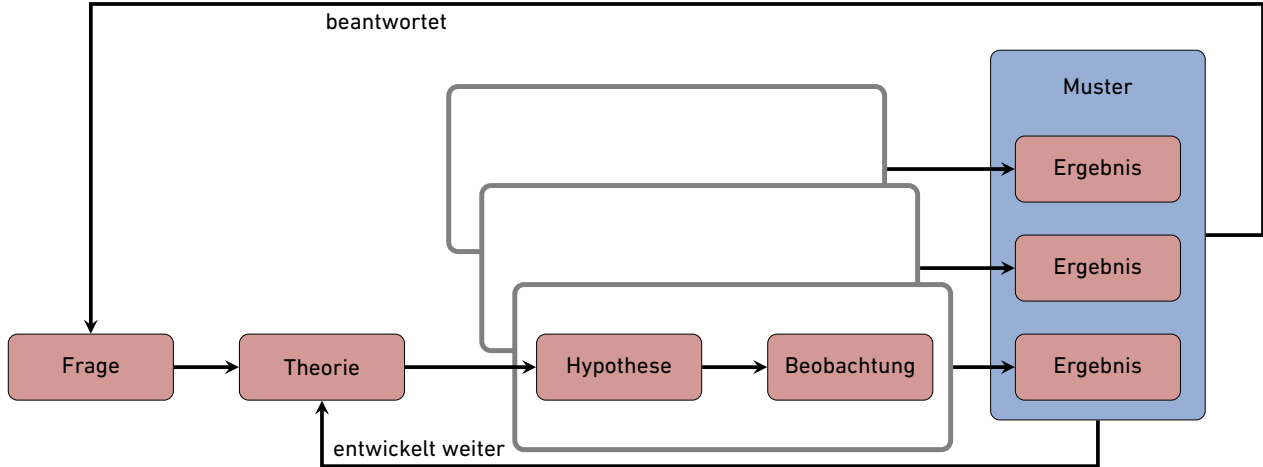 beantwortet
Muster
Ergebnis
Ergebnis
Frage
Theorie
Hypothese
Beobachtung
Ergebnis
entwickelt weiter